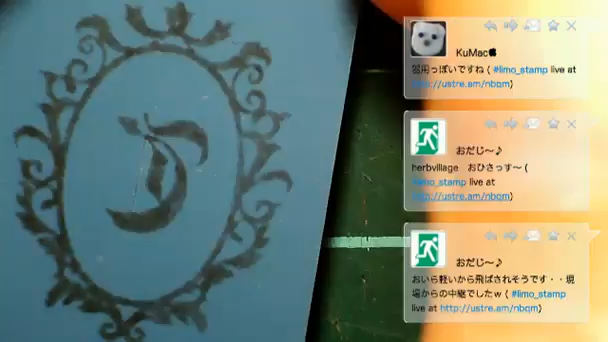 KuMac
器用っぽいですね ( #limo_stamp live at
http://ustre.am/nbqm)
おだじ～♪
herbvillage おひさっす～ (
#limo_stamp live at
http://ustre.am/nbqm)
おだじ～♪
おいら軽いから飛ばされそうです・・現
場からの中継でしたｗ ( #limo_stamp
live at http://ustre.am/nbqm)